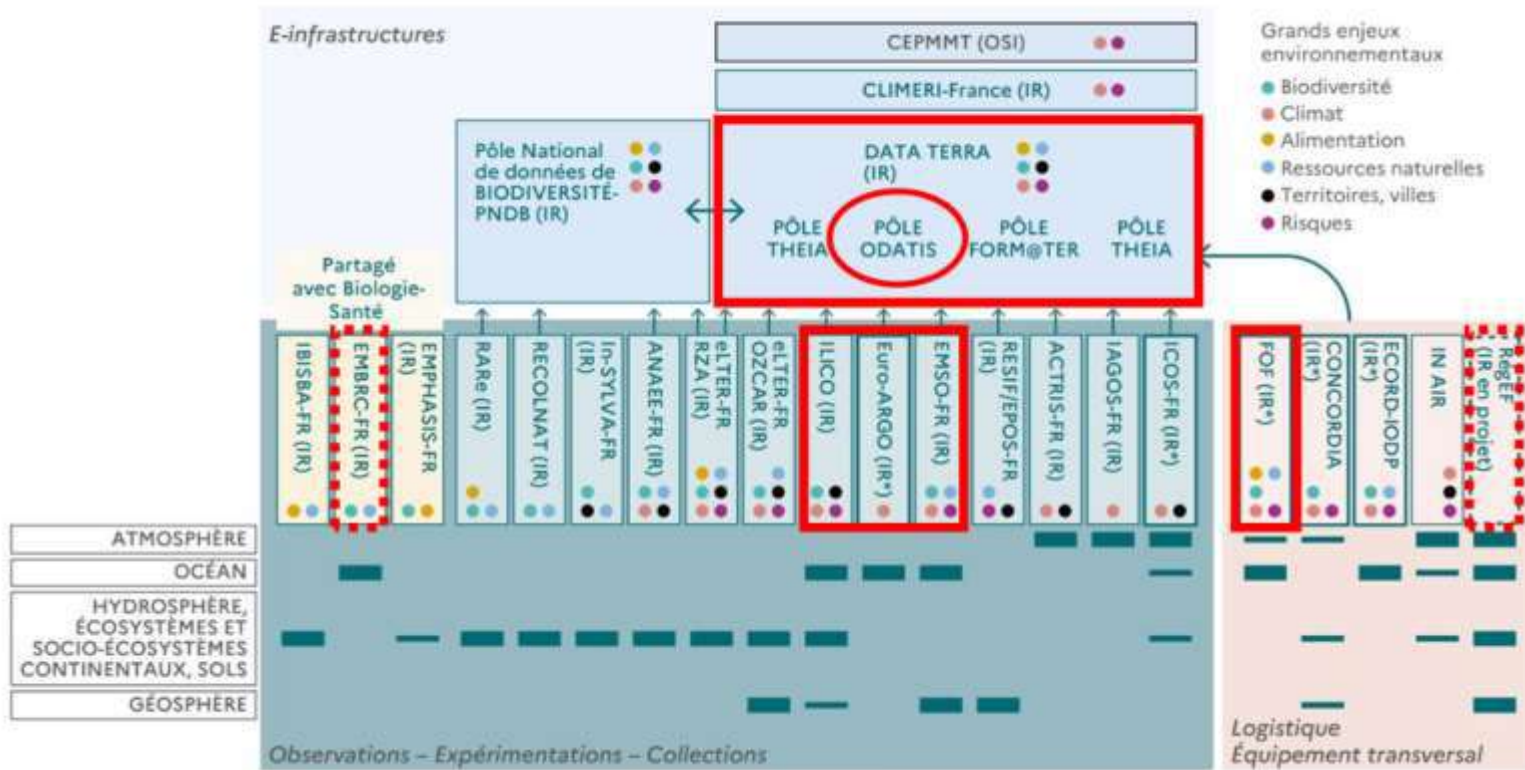 E-infrastructures
CEPMMT (OSI)
CLIMERI-France (IR)
Pôle National
de données de
BIODIVERSITÉ-
PNDB (IR)
DATA TERRA
(IR)
PÔLE
THEIA
PÔLE
ODATIS
PÔLE
FORM@TER
PÔLE
THEIA
Grands enjeux
environnementaux
Biodiversité
Climat
Alimentation
Ressources naturelles
Territoires, villes
Risques
Partagé
avec Biologie-
Santé
IBISBA-FR (IR)
EMBRC-FR (IR)
EMPHASIS-FR
(IR)
RARe (IR)
RECOLNAT (IR)
In-SYLVA-FR
(IR)
ANAEE-FR (IR)
eLTER-FR
RZA (IR)
eLTER-FR
OZCAR (IR)
ILICO (IR)
Euro-ARGO (IR*)
EMSO-FR (IR)
RESIF/EPOS-FR
(IR)
ACTRIS-FR (IR)
IAGOS-FR (IR)
ICOS-FR (IR*)
FOF (IR*)
CONCORDIA
(IR*)
ECORD-IODP
(IR*)
IN AIR
RegEF
(IR en projet)
ATMOSPHÈRE
OCÉAN
HYDROSPHÈRE,
ÉCOSYSTÈMES ET
SOCIO-ÉCOSYSTÈMES
CONTINENTAUX, SOLS
GÉOSPHÈRE
Observations – Expérimentations – Collections
Logistique
Équipement transversal